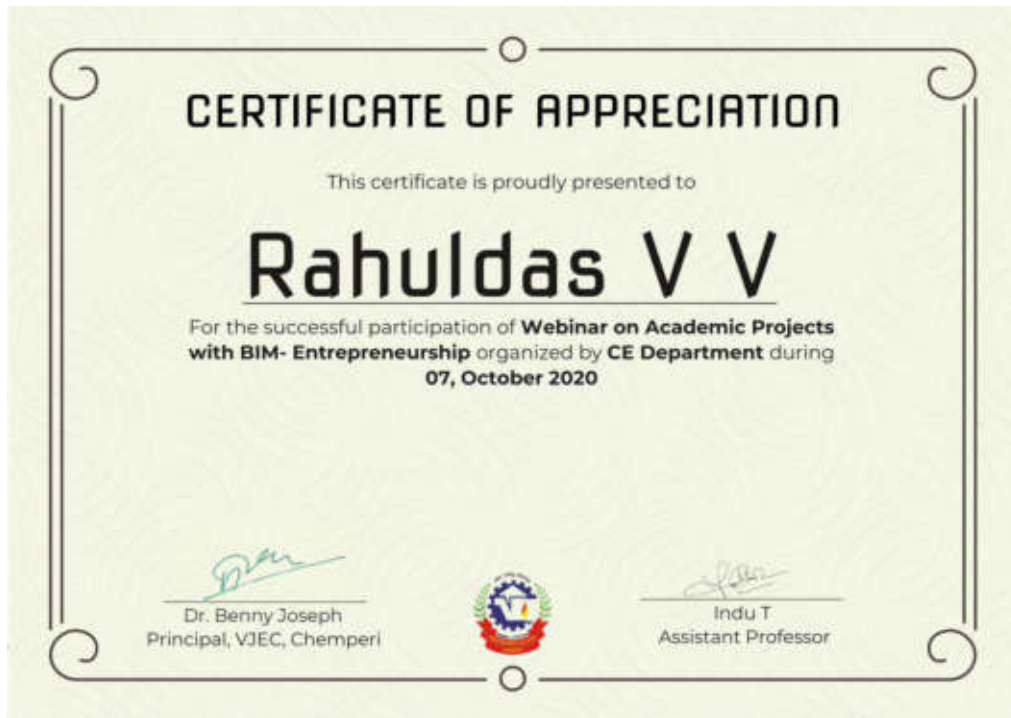 CERTIFICATE OF APPRECIATION
This certificate is proudly presented to
Rahuldas V V
For the successful participation of Webinar on Academic Projects
with BIM- Entrepreneurship organized by CE Department during
07, October 2020
Dr. Benny Joseph
Principal, VJEC, Chemperi
Indu T
Assistant Professor